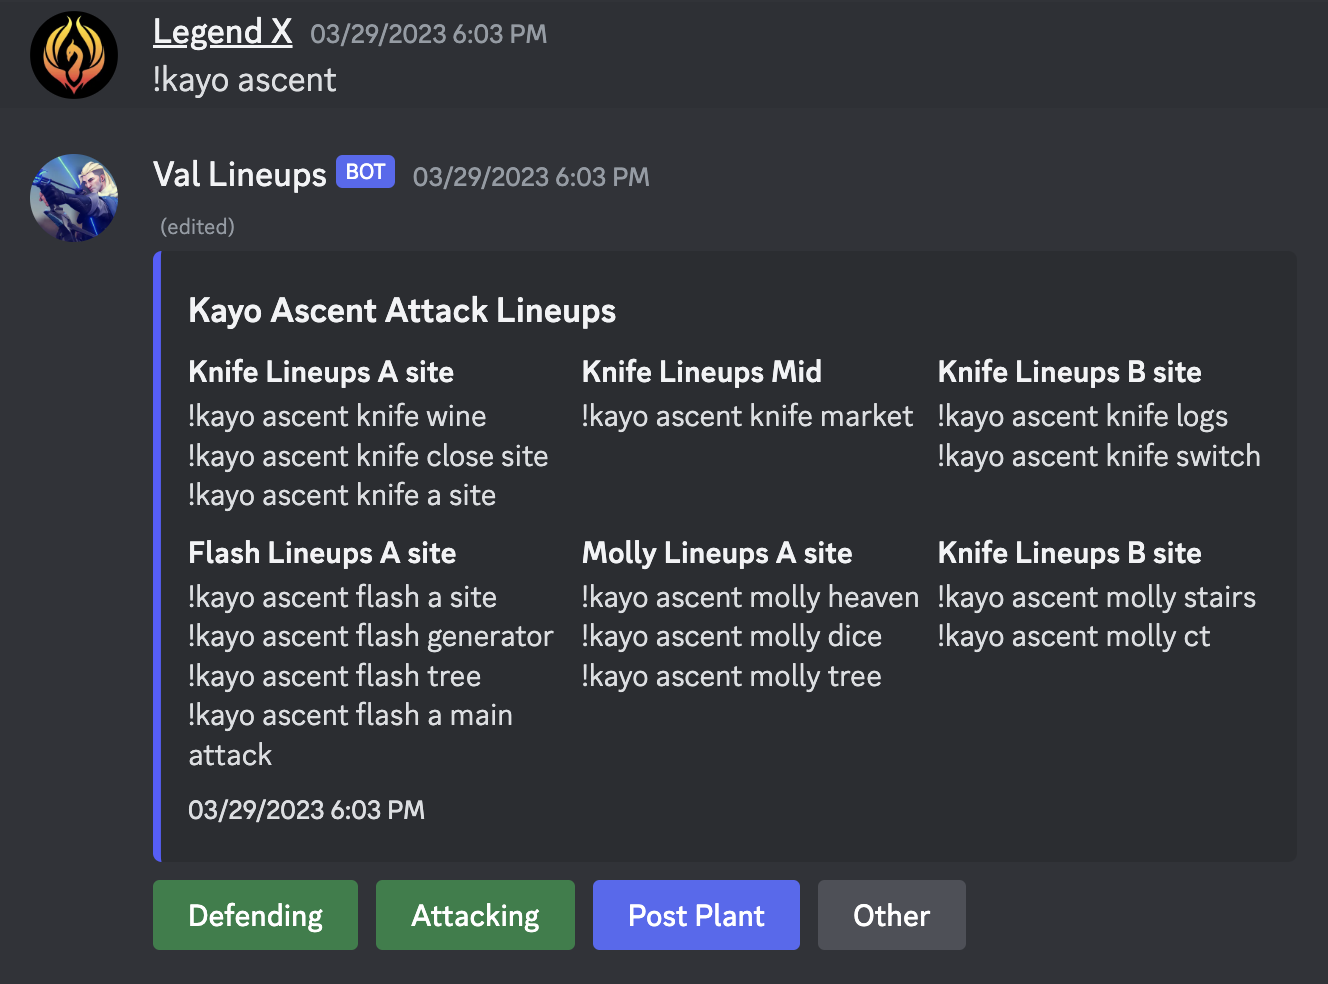 Legend X 03/29/2023 6:03 PM
!kayo ascent
Val Lineups BOT 03/29/2023 6:03 PM
(edited)
Kayo Ascent Attack Lineups
Knife Lineups A site
!kayo ascent knife wine
!kayo ascent knife close site
!kayo ascent knife a site
Knife Lineups Mid
!kayo ascent knife market
Knife Lineups B site
!kayo ascent knife logs
!kayo ascent knife switch
Flash Lineups A site
!kayo ascent flash a site
!kayo ascent flash generator
!kayo ascent flash tree
!kayo ascent flash a main
attack
Molly Lineups A site
!kayo ascent molly heaven
!kayo ascent molly dice
!kayo ascent molly tree
Knife Lineups B site
!kayo ascent molly stairs
!kayo ascent molly ct
03/29/2023 6:03 PM
Defending Attacking Post Plant Other